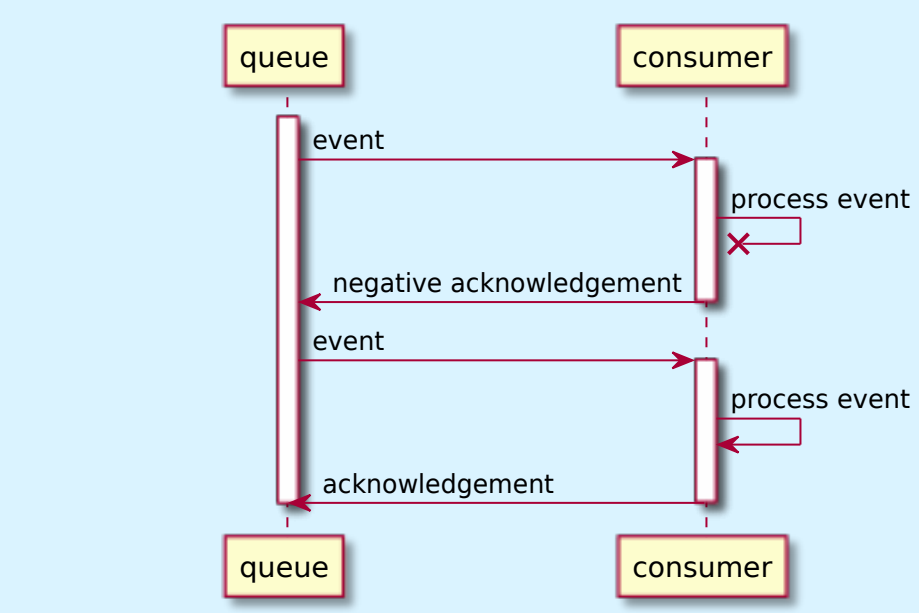 queue
consumer
event
process event
negative acknowledgement
event
process event
acknowledgement
queue
consumer